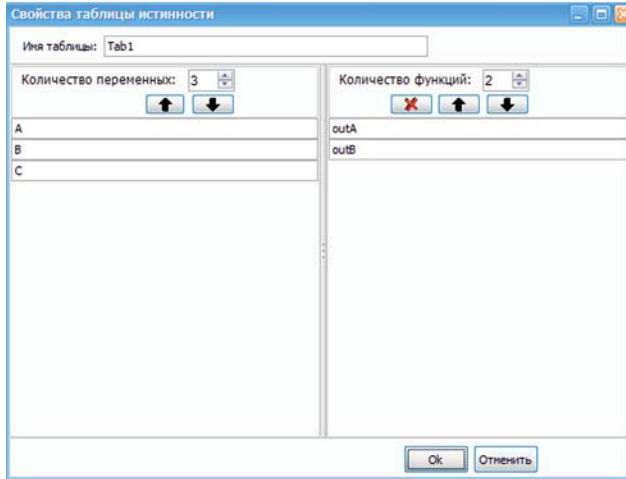 Свойства таблицы истинности
Имя таблицы: Tab1
Количество переменных: 3
A
B
C
Количество функций: 2
outA
outB
Ok Отменить